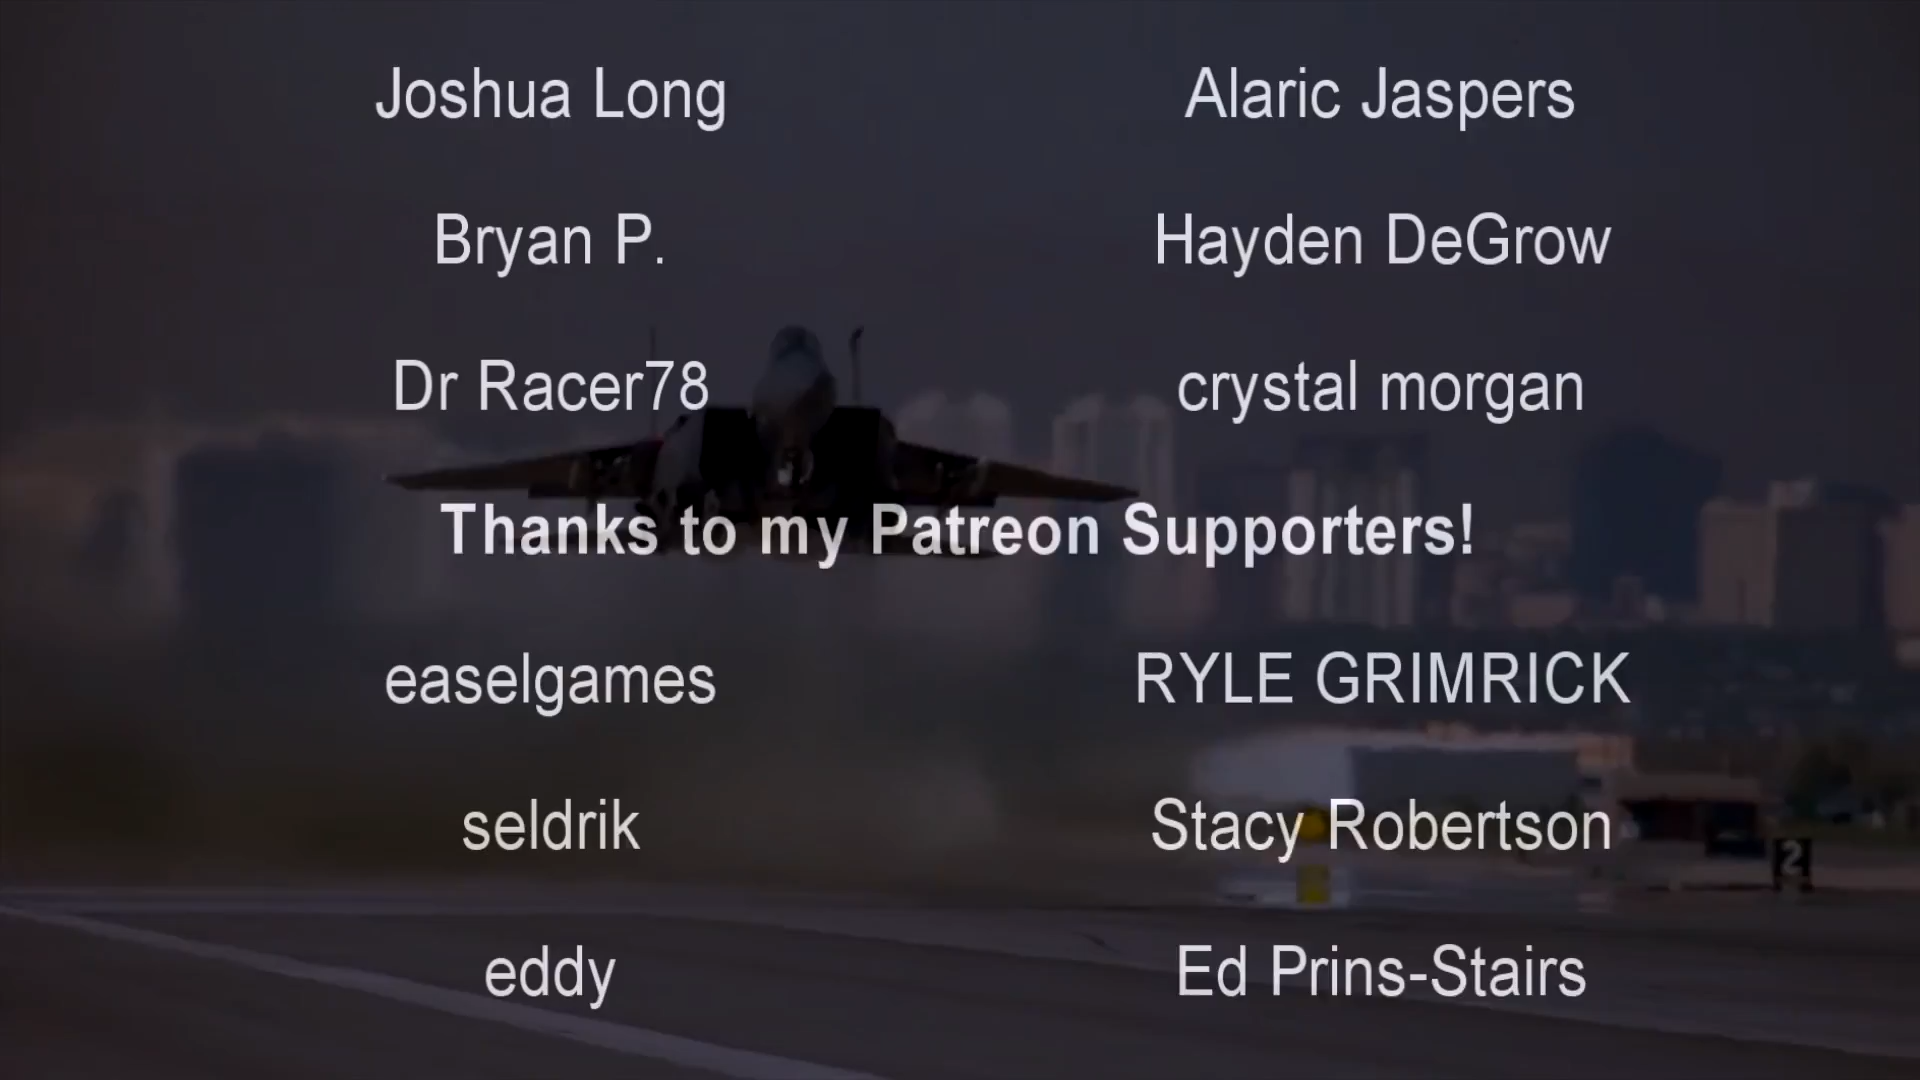 Joshua Long
Alaric Jaspers
Bryan P.
Hayden DeGrow
Dr Racer78
crystal morgan
Thanks to my Patreon Supporters!
easelgames
RYLE GRIMRICK
seldrik
Stacy Robertson
2
eddy
Ed Prins-Stairs